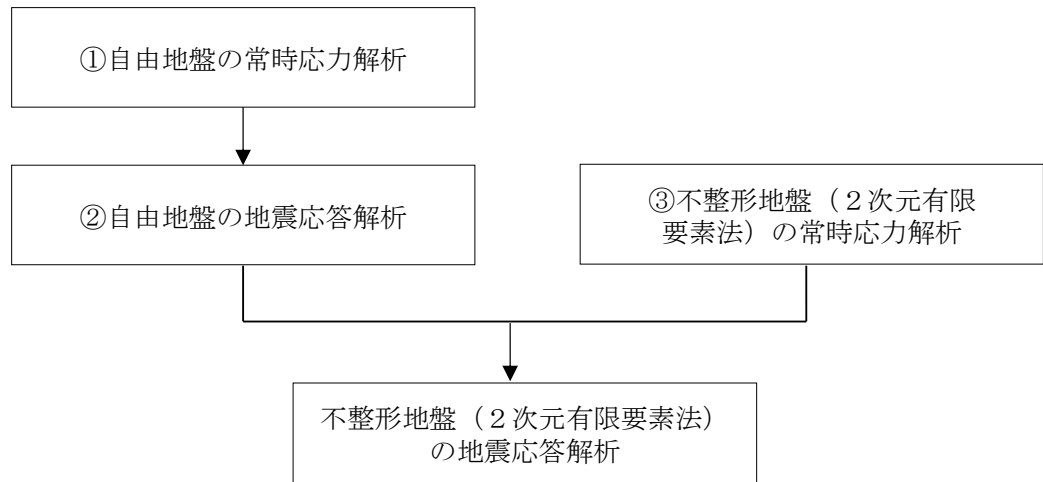 ①自由地盤の常時応力解析
②自由地盤の地震応答解析
③不整形地盤（２次元有限
要素法）の常時応力解析
不整形地盤（２次元有限要素法）
の地震応答解析